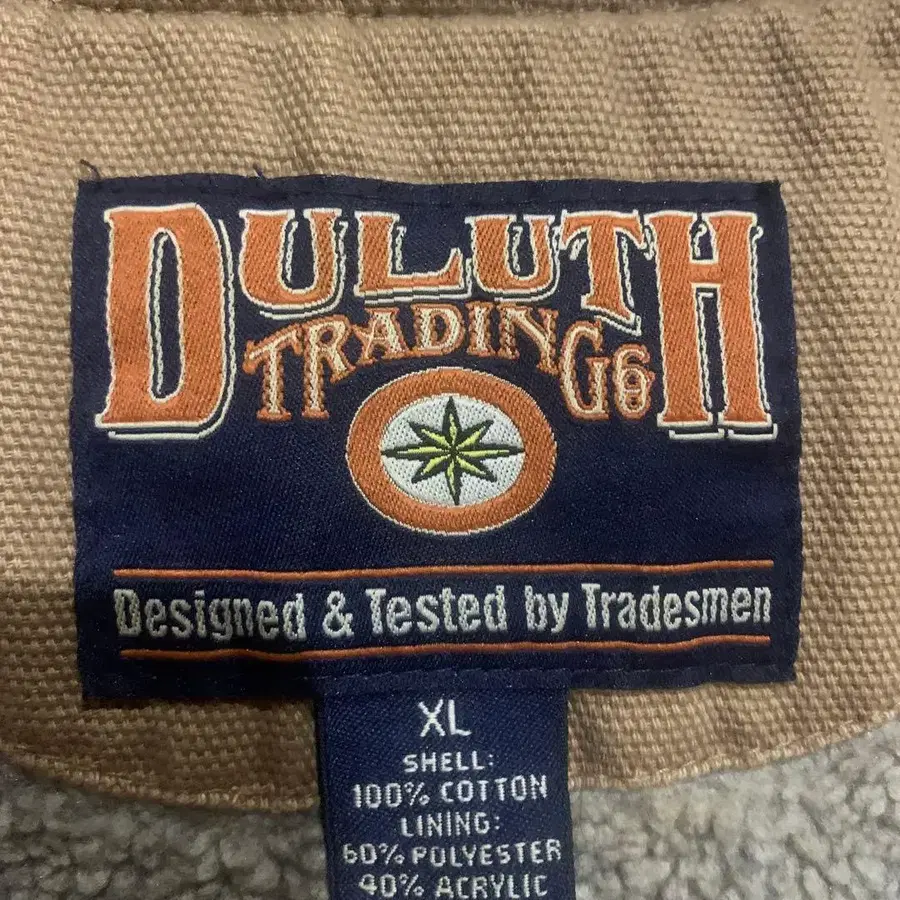 DULUTH
TRADING Co
Designed & Tested by Tradesmen
XL
SHELL:
100% COTTON
LINING:
60% POLYESTER
40% ACRYLIC